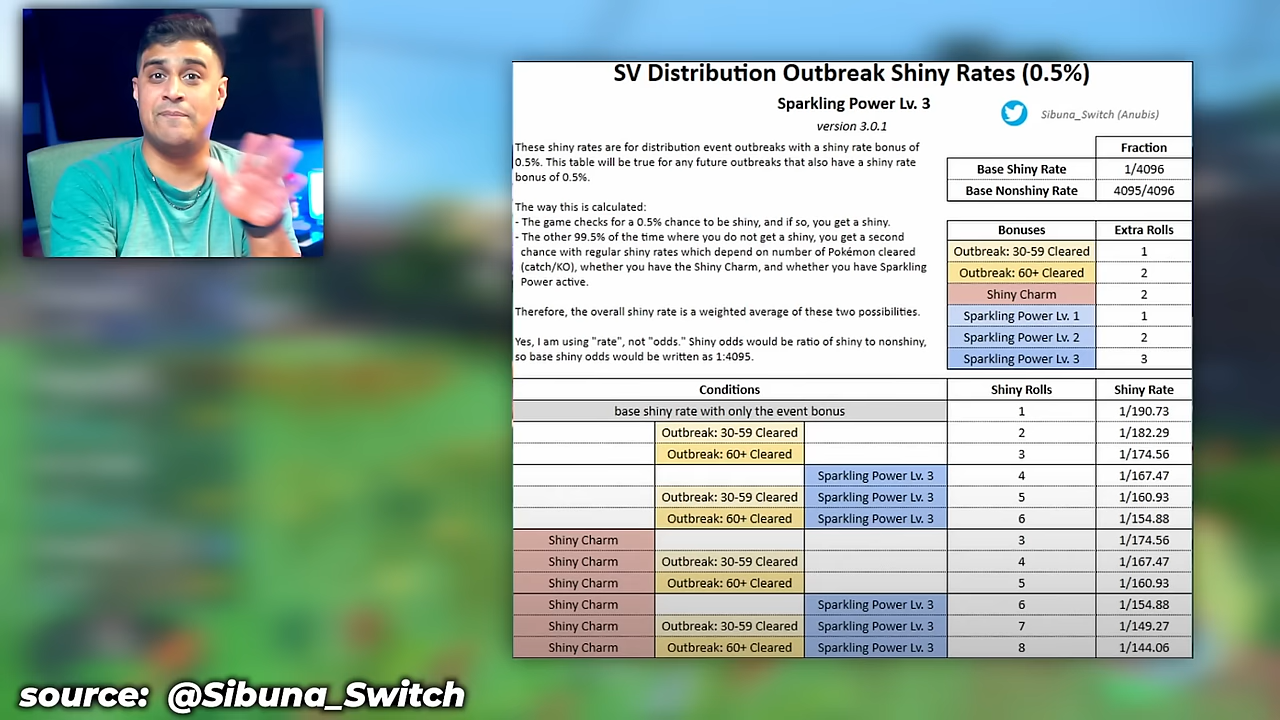 SV Distribution Outbreak Shiny Rates (0.5%)
Sparkling Power Lv. 3
version 3.0.1
Sibuna_Switch (Anubis)
These shiny rates are for distribution event outbreaks with a shiny rate bonus of
0.5%. This table will be true for any future outbreaks that also have a shiny rate
bonus of 0.5%.
The way this is calculated:
- The game checks for a 0.5% chance to be shiny, and if so, you get a shiny.
- The other 99.5% of the time where you do not get a shiny, you get a second
chance with regular shiny rates which depend on number of Pokémon cleared
(catch/KO), whether you have the Shiny Charm, and whether you have Sparkling
Power active.
Therefore, the overall shiny rate is a weighted average of these two possibilities.
Yes, I am using "rate", not "odds." Shiny odds would be ratio of shiny to nonshiny,
so base shiny odds would be written as 1:4095.
Fraction
Base Shiny Rate 1/4096
Base Nonshiny Rate 4095/4096
Bonuses Extra Rolls
Outbreak: 30-59 Cleared 1
Outbreak: 60+ Cleared 2
Shiny Charm 2
Sparkling Power Lv. 1 1
Sparkling Power Lv. 2 2
Sparkling Power Lv. 3 3
Conditions Shiny Rolls Shiny Rate
base shiny rate with only the event bonus 1 1/190.73
Outbreak: 30-59 Cleared 2 1/182.29
Outbreak: 60+ Cleared 3 1/174.56
Sparkling Power Lv. 3 4 1/167.47
Outbreak: 30-59 Cleared Sparkling Power Lv. 3 5 1/160.93
Outbreak: 60+ Cleared Sparkling Power Lv. 3 6 1/154.88
Shiny Charm 3 1/174.56
Shiny Charm Outbreak: 30-59 Cleared 4 1/167.47
Shiny Charm Outbreak: 60+ Cleared 5 1/160.93
Shiny Charm Sparkling Power Lv. 3 6 1/154.88
Shiny Charm Outbreak: 30-59 Cleared Sparkling Power Lv. 3 7 1/149.27
Shiny Charm Outbreak: 60+ Cleared Sparkling Power Lv. 3 8 1/144.06
source: @Sibuna_Switch